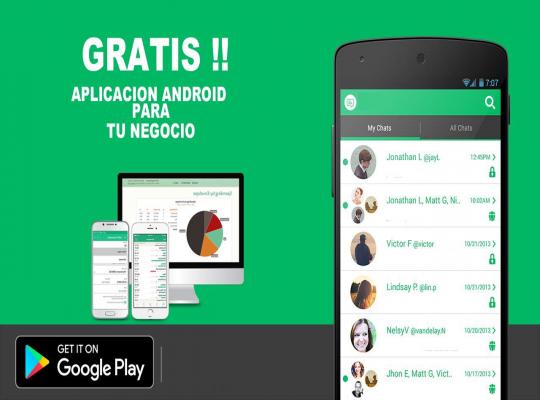 GRATIS !!
APLICACION ANDROID
PARA
TU NEGOCIO
7:07
My Chats
All Chats
Jonathan L @jayL
12:45PM
Jonathan L, Matt G, Ni..
10:02AM
Victor F @victor
10/21/2013
Lindsay P. @lin.p
10/21/2013
NelsyV @vandelay.N
10/20/2013
Jhon E, Matt G, Vict..
10/17/2013
GET IT ON
Google Play